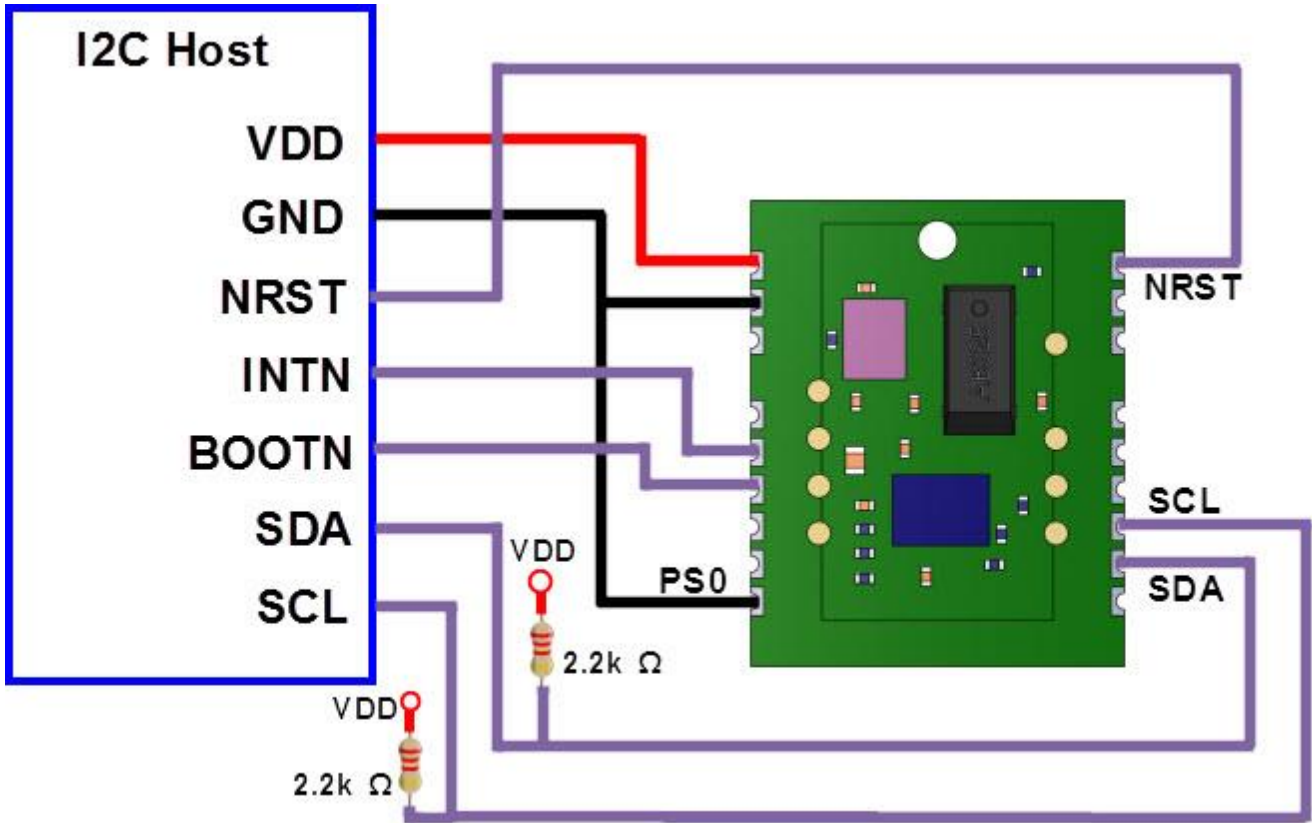 I2C Host
VDD
GND
NRST
INTN
BOOTN
SDA
SCL
NRST
SCL
SDA
PS0
VDD
2.2k Ω
VDD
2.2k Ω